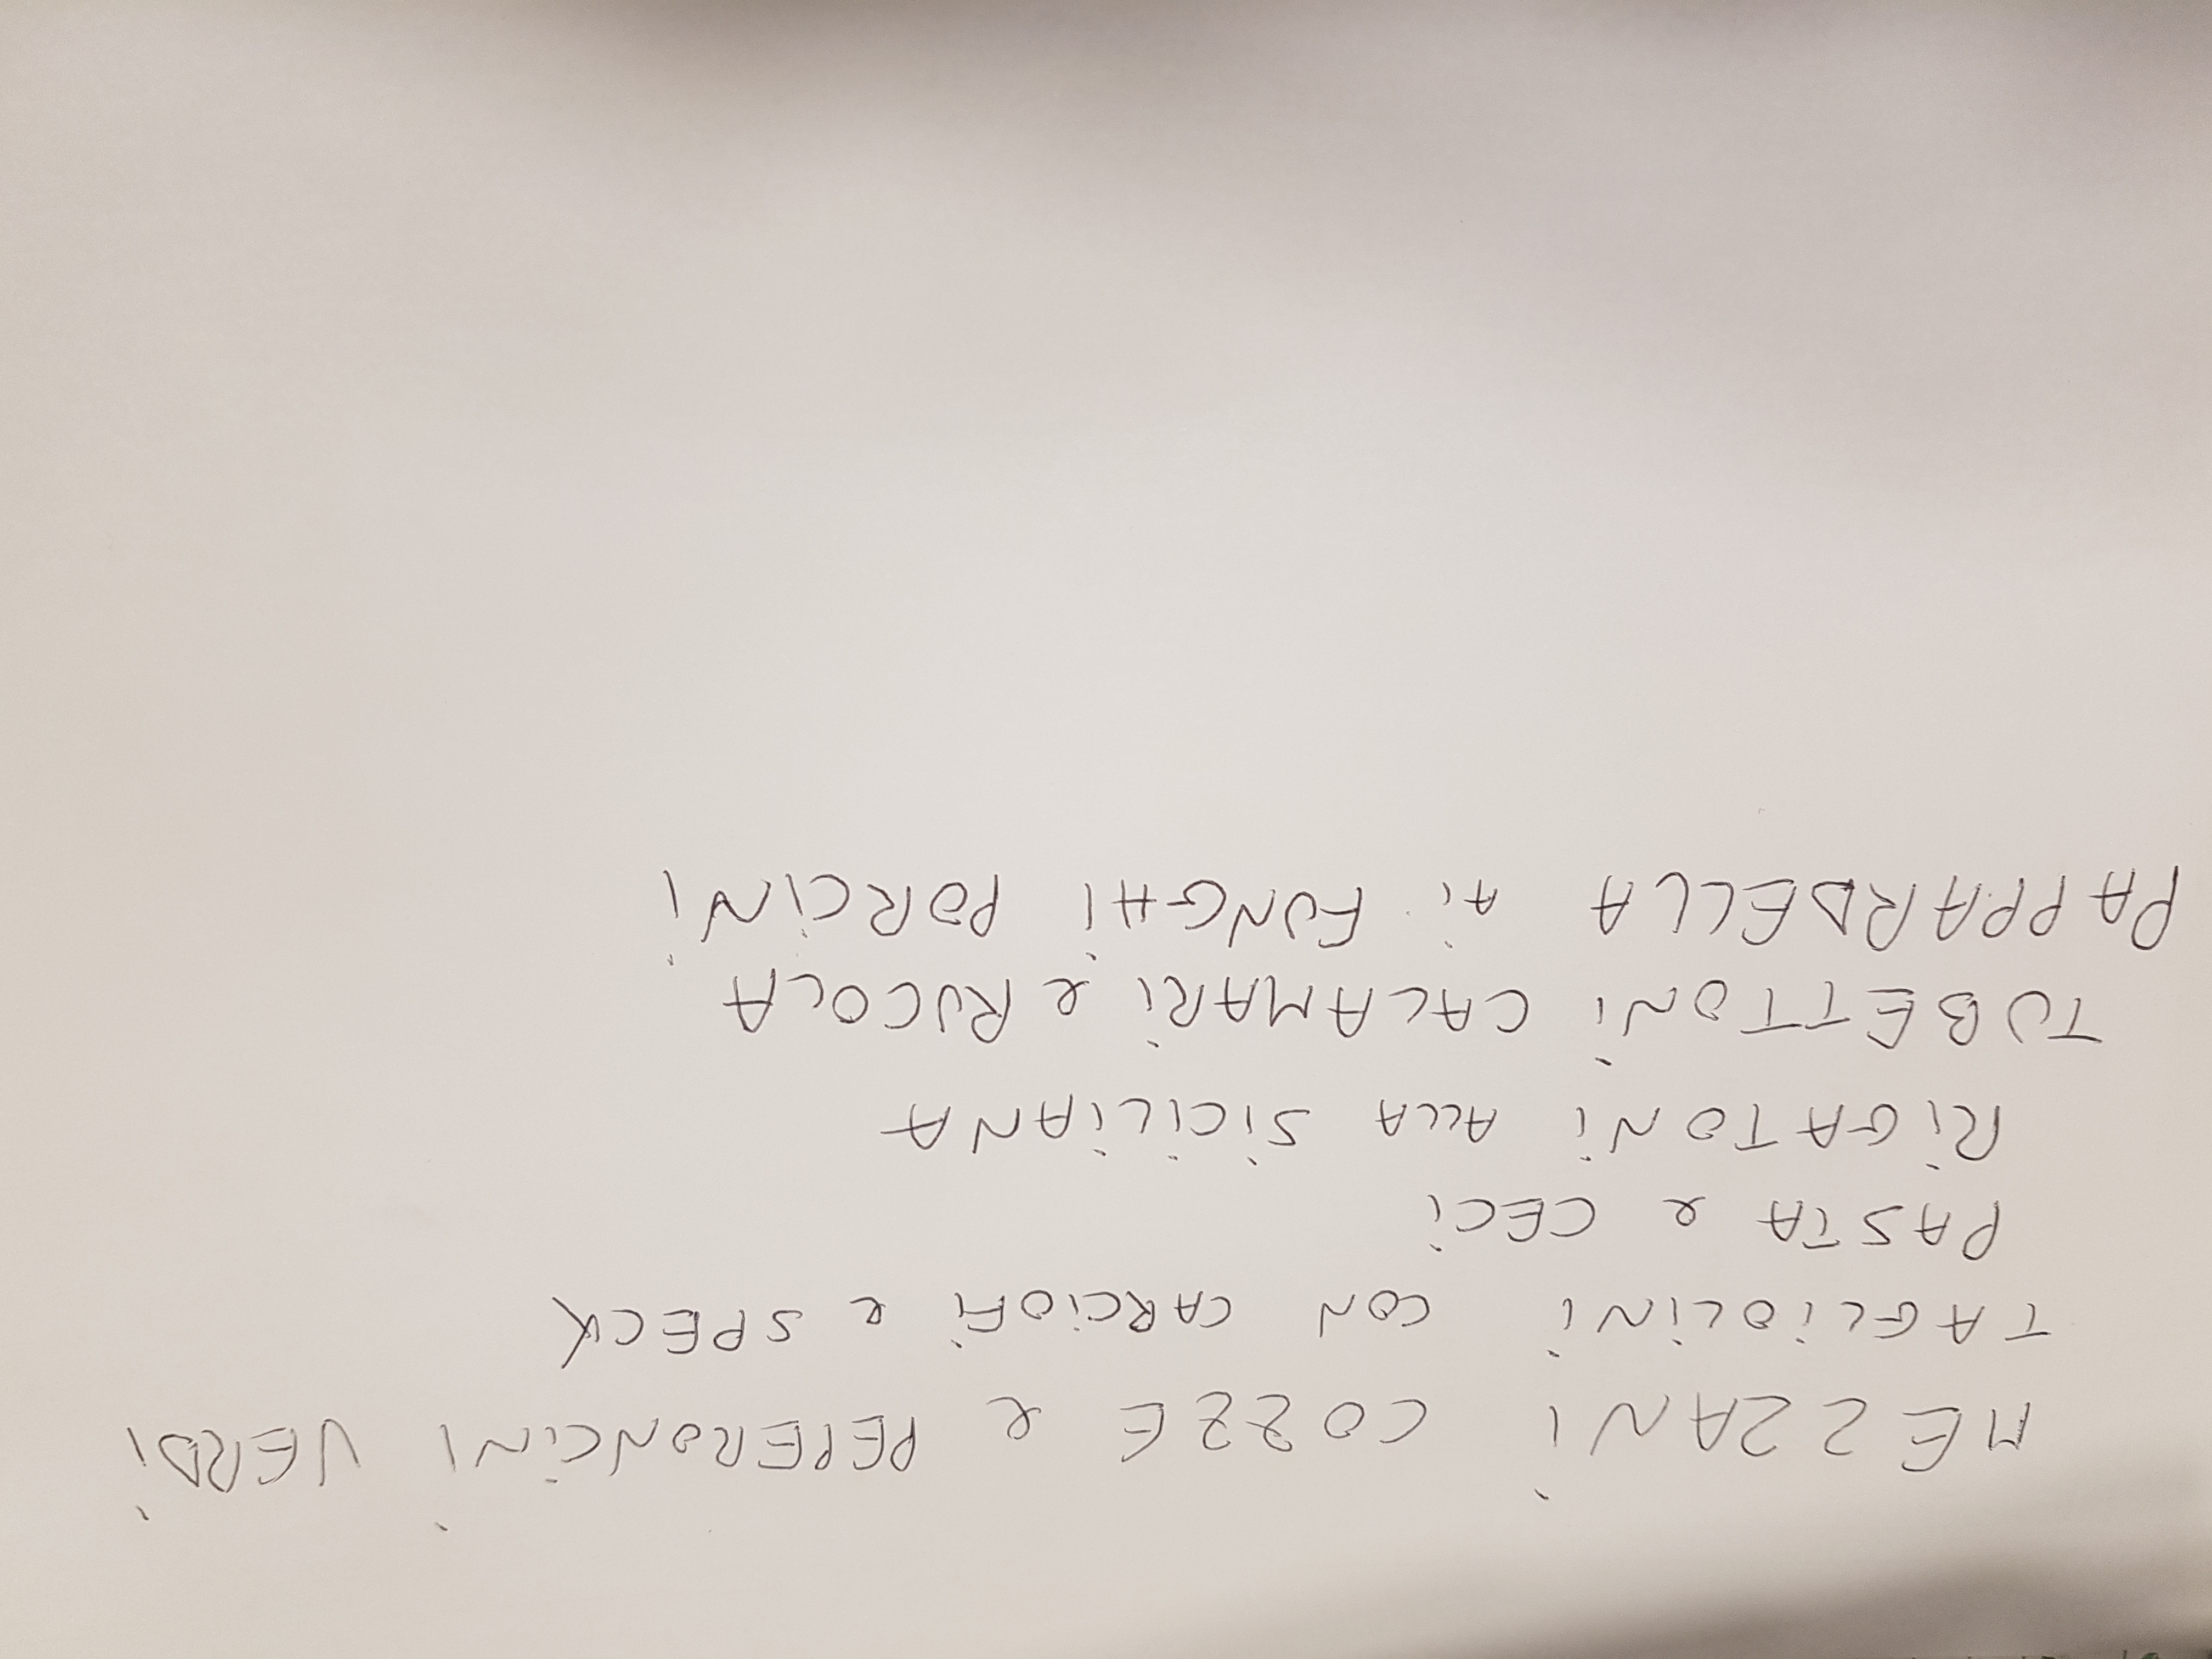 MEZZANI COZZE e PEPERONCINI VERDI
TAGLIOLINI CON CARCIOFI e SPECK
PASTA e CECI
RIGATONI ALLA SICILIANA
TUBETTONI CALAMARI e RUCOLA
PAPPARDELLA AI FUNGHI PORCINI